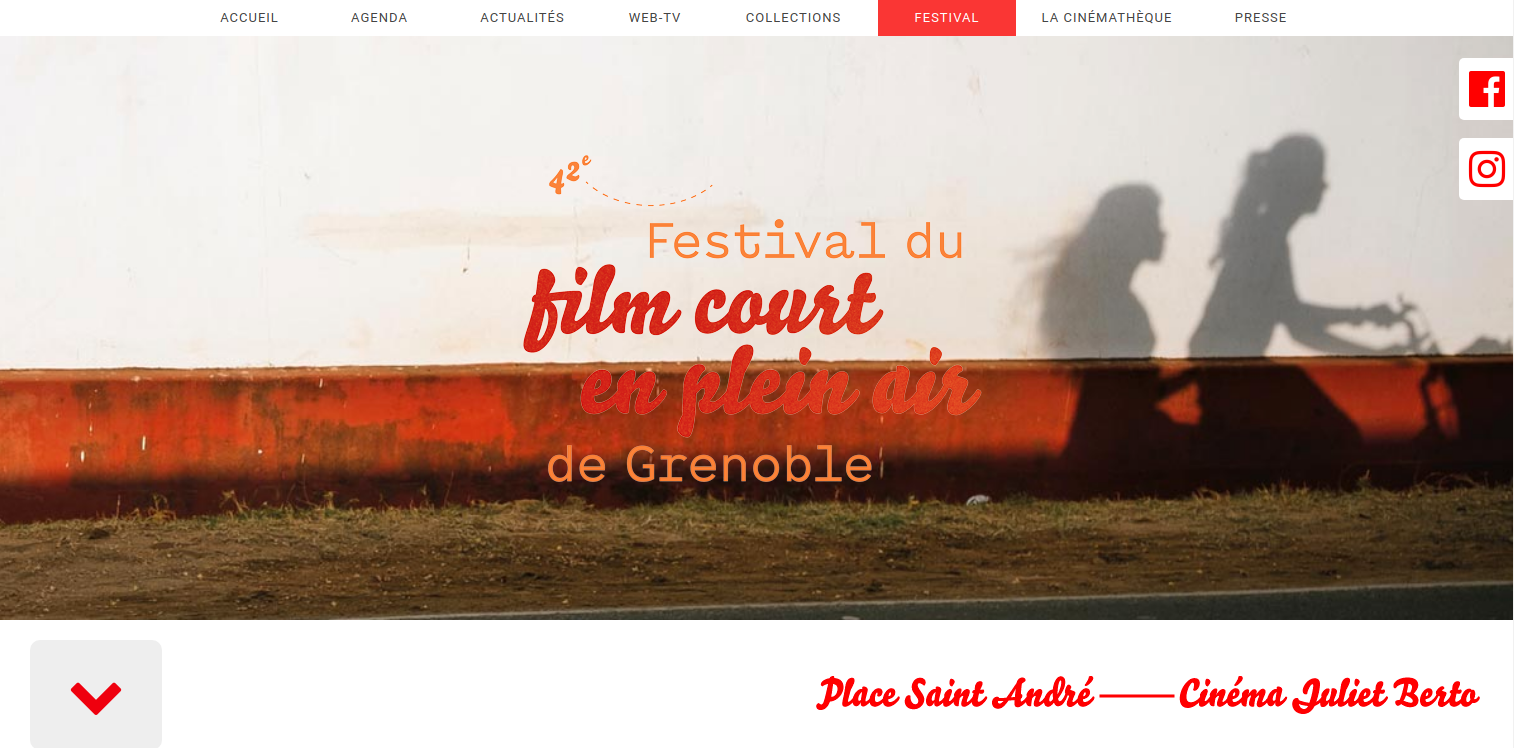 ACCUEIL AGENDA ACTUALITÉS WEB-TV COLLECTIONS FESTIVAL LA CINÉMATHÈQUE PRESSE
42e
Festival du
film court
en plein air
de Grenoble
Place Saint André — Cinéma Juliet Berto